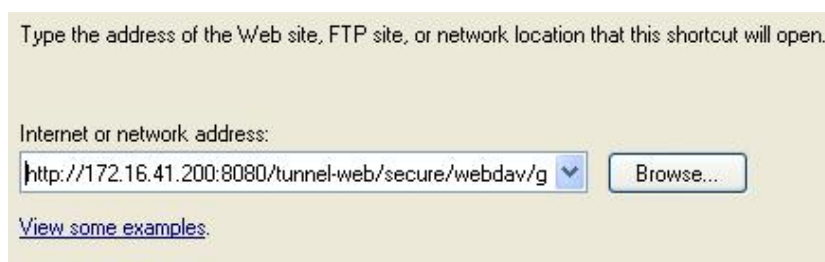 Type the address of the Web site, FTP site, or network location that this shortcut will open.
Internet or network address:
http://172.16.41.200:8080/tunnel-web/secure/webdav/g
Browse...
View some examples.